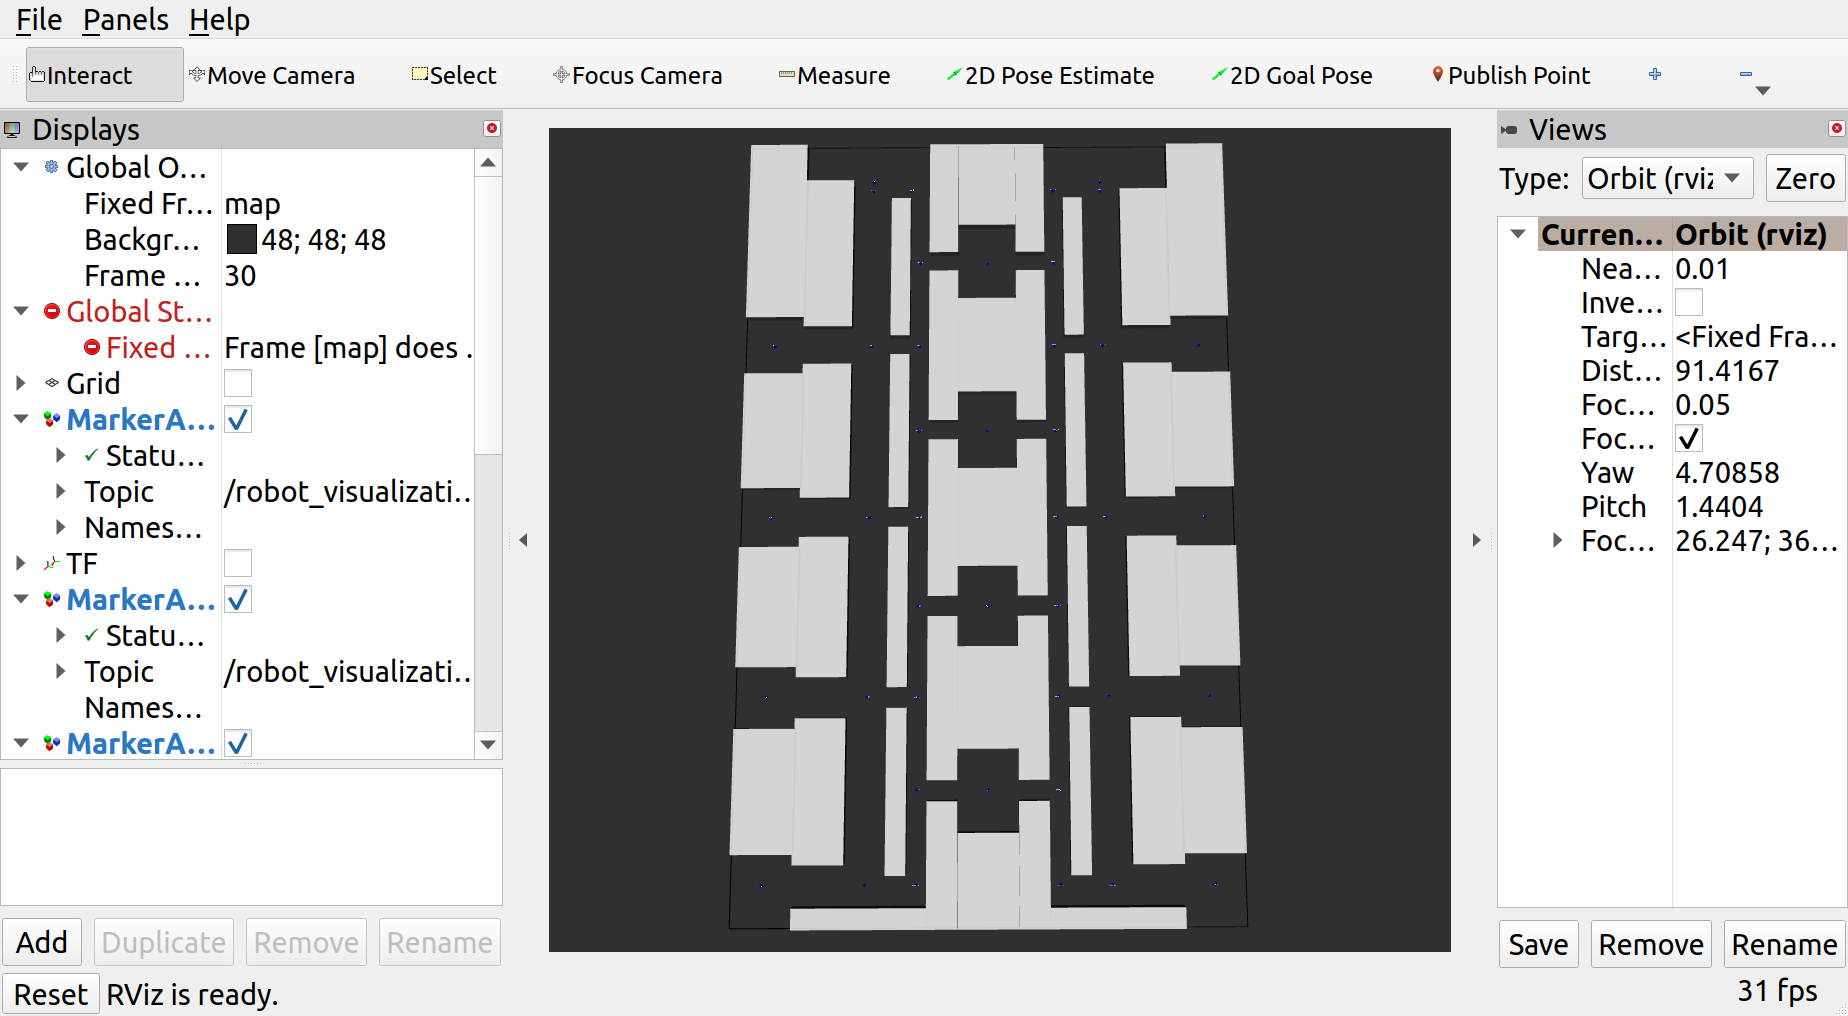 File Panels Help
Interact Move Camera Select Focus Camera Measure 2D Pose Estimate 2D Goal Pose Publish Point
Displays
Global O...
Fixed Fr... map
Backgr... 48; 48; 48
Frame ... 30
Global St...
Fixed ... Frame [map] does .
Grid
MarkerA...
Statu...
Topic /robot_visualizati..
Names...
TF
MarkerA...
Statu...
Topic /robot_visualizati..
Names...
MarkerA...
Add Duplicate Remove Rename
Reset RViz is ready.
Views
Type: Orbit (rviz Zero
Curren... Orbit (rviz)
Nea... 0.01
Inve...
Targ... <Fixed Fra...
Dist... 91.4167
Foc... 0.05
Foc...
Yaw 4.70858
Pitch 1.4404
Foc... 26.247; 36...
Save Remove Rename
31 fps